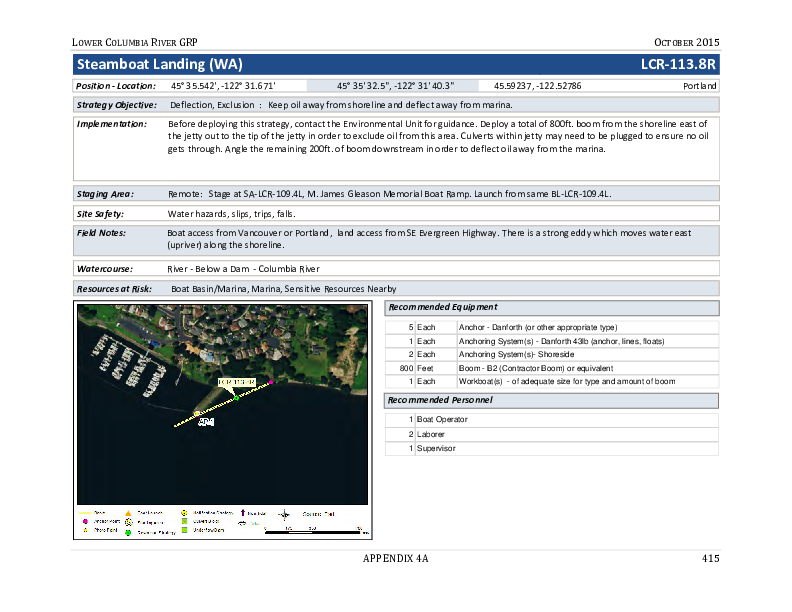 LOWER COLUMBIA RIVER GRP OCTOBER 2015
Steamboat Landing (WA) LCR-113.8R
Position - Location: 45° 35.542', -122° 31.671' 45° 35' 32.5", -122° 31' 40.3" 45.59237, -122.52786 Portland
Strategy Objective: Deflection, Exclusion : Keep oil away from shoreline and deflect away from marina.
Implementation: Before deploying this strategy, contact the Environmental Unit for guidance. Deploy a total of 800ft. boom from the shoreline east of
the jetty out to the tip of the jetty in order to exclude oil from this area. Culverts within jetty may need to be plugged to ensure no oil
gets through. Angle the remaining 200ft. of boom downstream in order to deflect oil away from the marina.
Staging Area: Remote: Stage at SA-LCR-109.4L, M. James Gleason Memorial Boat Ramp. Launch from same BL-LCR-109.4L.
Site Safety: Water hazards, slips, trips, falls.
Field Notes: Boat access from Vancouver or Portland, land access from SE Evergreen Highway. There is a strong eddy which moves water east
(upriver) along the shoreline.
Watercourse: River - Below a Dam - Columbia River
Resources at Risk: Boat Basin/Marina, Marina, Sensitive Resources Nearby
Recommended Equipment
5 Each Anchor - Danforth (or other appropriate type)
1 Each Anchoring System(s) - Danforth 43lb (anchor, lines, floats)
2 Each Anchoring System(s)- Shoreside
800 Feet Boom - B2 (Contractor Boom) or equivalent
1 Each Workboat(s) - of adequate size for type and amount of boom
Recommended Personnel
1 Boat Operator
2 Laborer
1 Supervisor
LCR-113.8R
Anchor Point
Photo Point
APPENDIX 4A 415